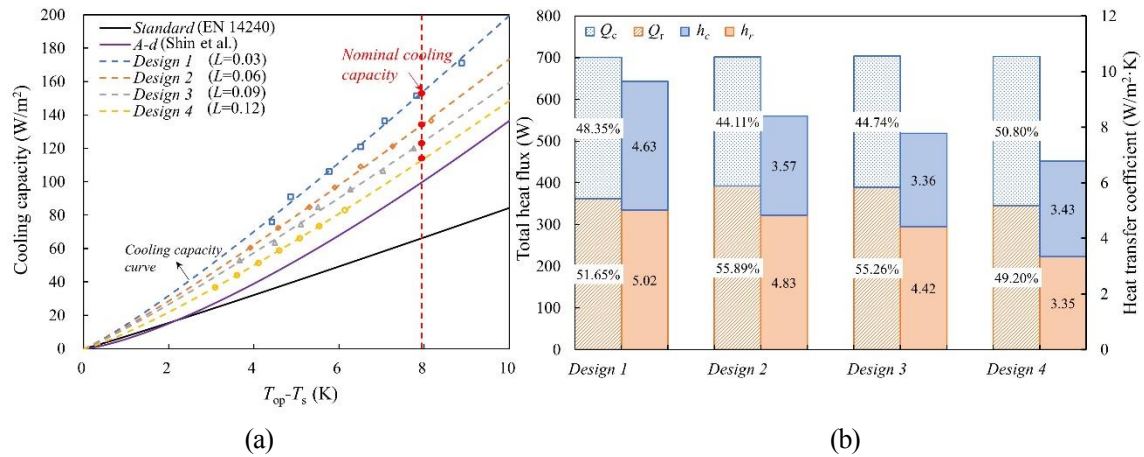 200
180
160
140
120
100
80
60
40
20
0
Cooling capacity (W/m²)
Standard (EN 14240)
A-d (Shin et al.)
Design 1 (L=0.03)
Design 2 (L=0.06)
Design 3 (L=0.09)
Design 4 (L=0.12)
Nominal cooling
capacity
Cooling capacity
curve
0 2 4 6 8 10
Top-Ts (K)
(a)
800
700
600
500
400
300
200
100
0
Total heat flux (W)
Qc Qr hc hr
48.35% 4.63 44.11% 3.57 44.74% 3.36 50.80% 3.43
51.65% 5.02 55.89% 4.83 55.26% 4.42 49.20% 3.35
Design 1 Design 2 Design 3 Design 4
12
10
8
6
4
2
0
Heat transfer coefficient (W/m²·K)
(b)